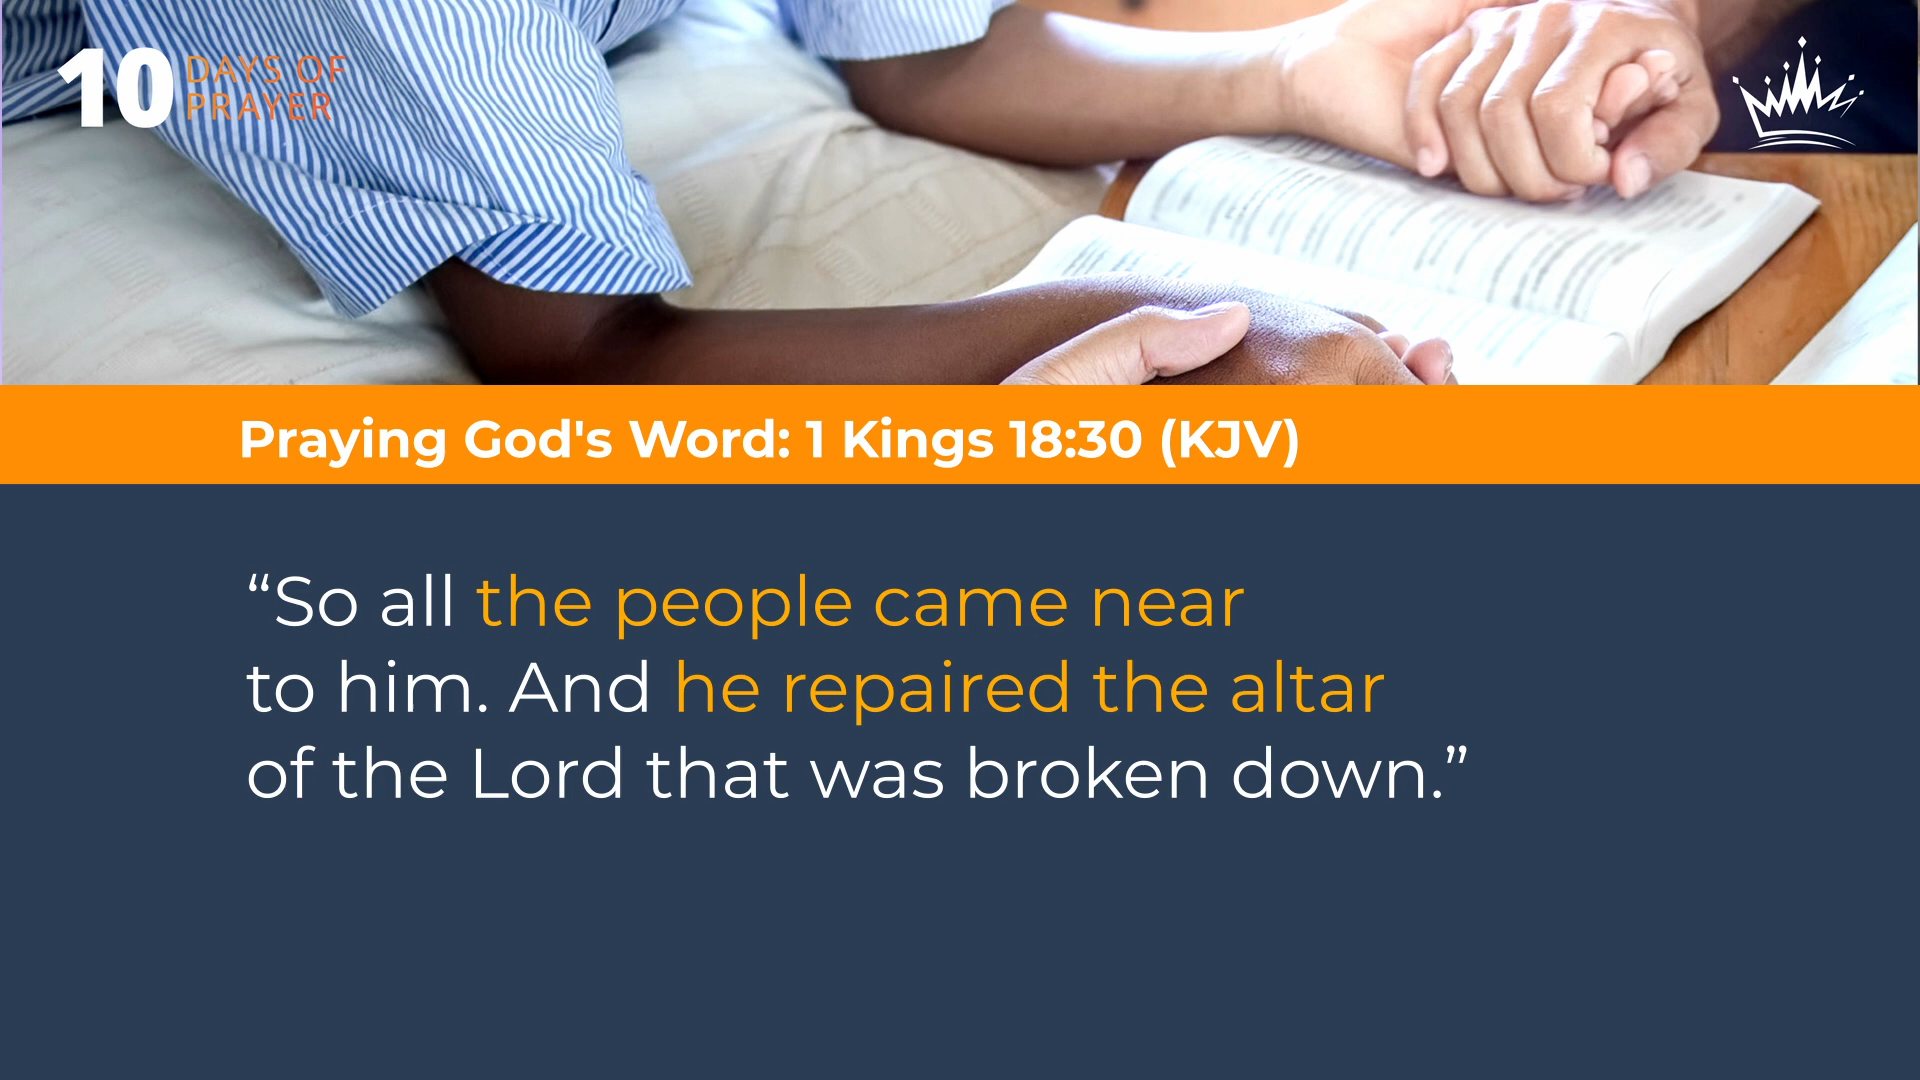 10 DAYS OF
PRAYER
Praying God's Word: 1 Kings 18:30 (KJV)
“So all the people came near
to him. And he repaired the altar
of the Lord that was broken down.”